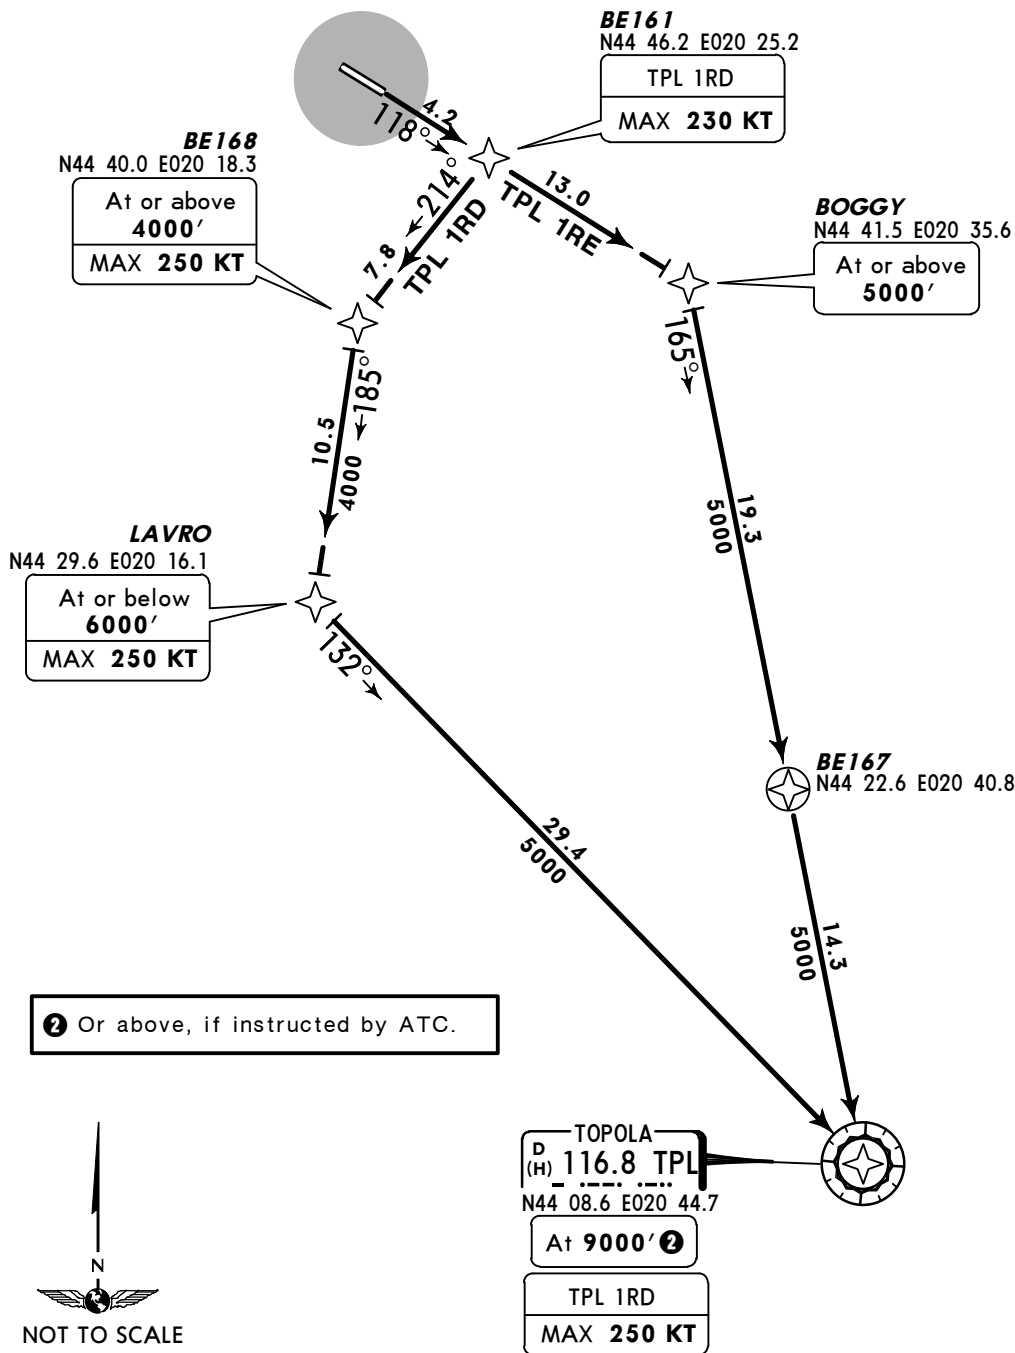 BE161
N44 46.2 E020 25.2
TPL 1RD
MAX 230 KT
4.2
118°
BE168
N44 40.0 E020 18.3
At or above
4000'
MAX 250 KT
214°
TPL 1RD
7.8
13.0
TPL 1RE
BOGGY
N44 41.5 E020 35.6
At or above
5000'
165°
185°
10.5
4000
19.3
5000
LAVRO
N44 29.6 E020 16.1
At or below
6000'
MAX 250 KT
132°
BE167
N44 22.6 E020 40.8
29.4
5000
14.3
5000
2 Or above, if instructed by ATC.
TOPOLA
D
(H) 116.8 TPL
N44 08.6 E020 44.7
At 9000' 2
TPL 1RD
MAX 250 KT
N
NOT TO SCALE